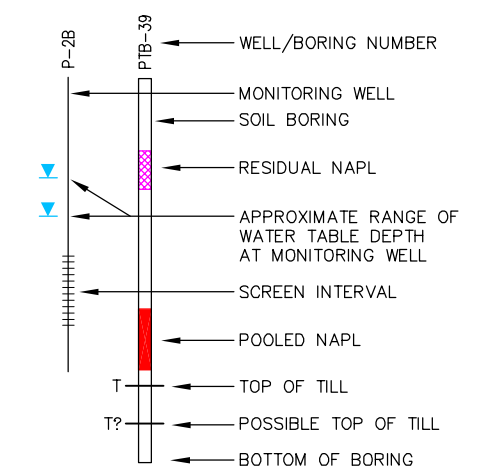 P-2B
PTB-39
WELL/BORING NUMBER
MONITORING WELL
SOIL BORING
RESIDUAL NAPL
APPROXIMATE RANGE OF
WATER TABLE DEPTH
AT MONITORING WELL
SCREEN INTERVAL
POOLED NAPL
T
TOP OF TILL
T?
POSSIBLE TOP OF TILL
BOTTOM OF BORING